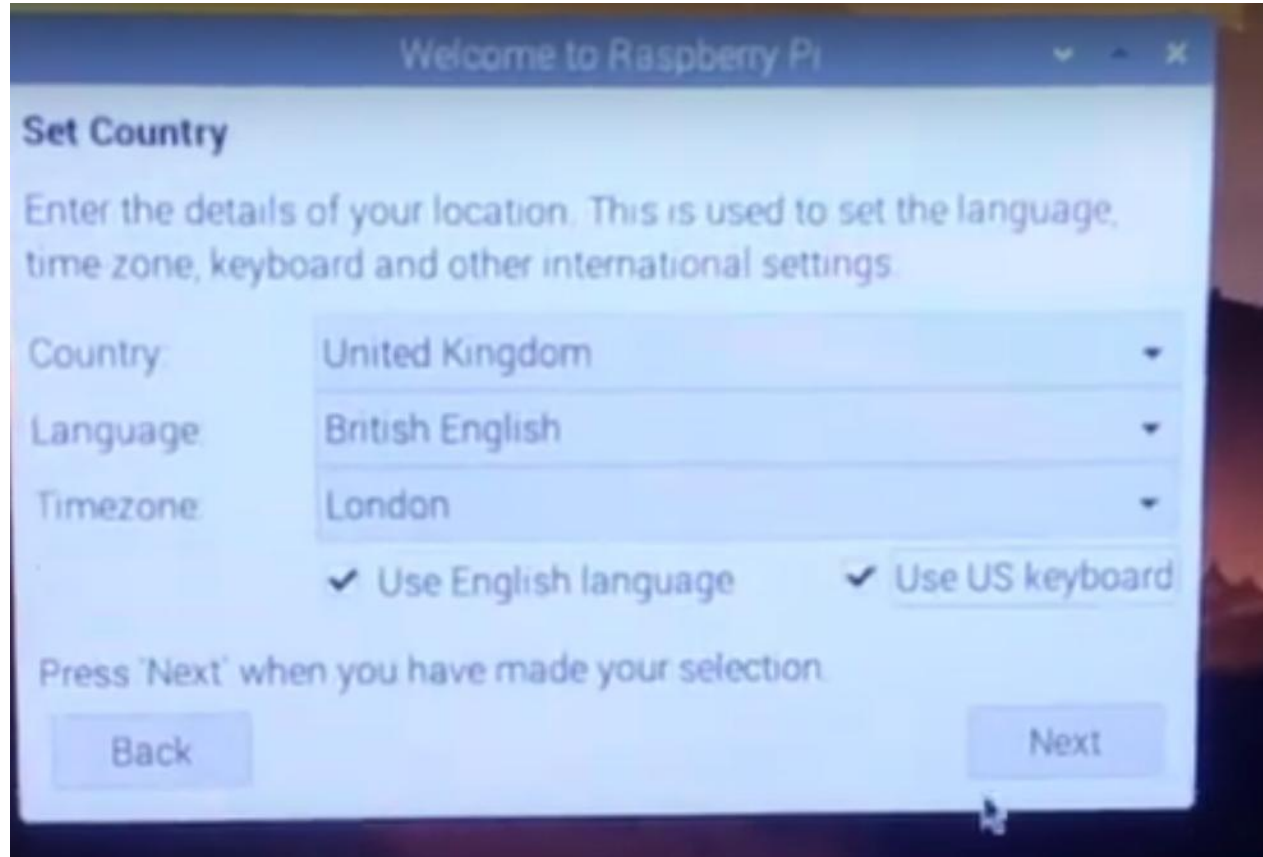 Welcome to Raspberry Pi
Set Country
Enter the details of your location. This is used to set the language,
time zone, keyboard and other international settings.
Country: United Kingdom
Language: British English
Timezone: London
Use English language Use US keyboard
Press 'Next' when you have made your selection.
Back Next